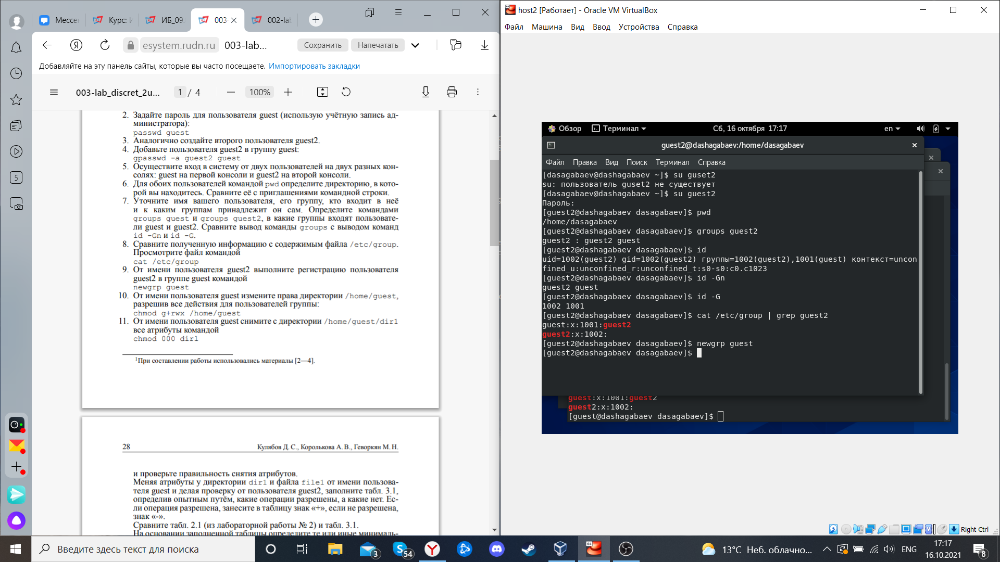 Мессе
Курс: И
ИБ_09.
003
002-lab
esystem.rudn.ru
003-lab...
Сохранить
Напечатать
Добавляйте на эту панель сайты, которые вы часто посещаете. Импортировать закладки
003-lab_discret_2u...
1 / 4
100%
2. Задайте пароль для пользователя guest (использую учётную запись ад-
министратора):
passwd guest
3. Аналогично создайте второго пользователя guest2.
4. Добавьте пользователя guest2 в группу guest:
gpasswd -a guest2 guest
5. Осуществите вход в систему от двух пользователей на двух разных кон-
солях: guest на первой консоли и guest2 на второй консоли.
6. Для обоих пользователей командой pwd определите директорию, в кото-
рой вы находитесь. Сравните её с приглашениями командной строки.
7. Уточните имя вашего пользователя, его группу, кто входит в неё
и к каким группам принадлежит он сам. Определите командами
groups guest и groups guest2, в какие группы входят пользовате-
ли guest и guest2. Сравните вывод команды groups с выводом команд
id -Gn и id -G.
8. Сравните полученную информацию с содержимым файла /etc/group.
Просмотрите файл командой
cat /etc/group
9. От имени пользователя guest2 выполните регистрацию пользователя
guest2 в группе guest командой
newgrp guest
10. От имени пользователя guest измените права директории /home/guest,
разрешив все действия для пользователей группы:
chmod g+rwx /home/guest
11. От имени пользователя guest снимите с директории /home/guest/dir1
все атрибуты командой
chmod 000 dir1
1При составлении работы использовались материалы [2—4].
28
Кулябов Д. С., Королькова А. В., Геворкян М. Н.
и проверьте правильность снятия атрибутов.
Меняя атрибуты у директории dir1 и файла file1 от имени пользова-
теля guest и делая проверку от пользователя guest2, заполните табл. 3.1,
определив опытным путём, какие операции разрешены, а какие нет. Ес-
ли операция разрешена, занесите в таблицу знак «+», если не разрешена,
знак «-».
Сравните табл. 2.1 (из лабораторной работы № 2) и табл. 3.1.
На основании заполненной таблицы определите те или иные минималь-
5
host2 [Работает] - Oracle VM VirtualBox
Файл Машина Вид Ввод Устройства Справка
Обзор Терминал Сб, 16 октября 17:17 en
guest2@dashagabaev:/home/dasagabaev
Файл Правка Вид Поиск Терминал Справка
[dasagabaev@dashagabaev ~]$ su guset2
su: пользователь guset2 не существует
[dasagabaev@dashagabaev ~]$ su guest2
Пароль:
[guest2@dashagabaev dasagabaev]$ pwd
/home/dasagabaev
[guest2@dashagabaev dasagabaev]$ groups guest2
guest2 : guest2 guest
[guest2@dashagabaev dasagabaev]$ id
uid=1002(guest2) gid=1002(guest2) группы=1002(guest2),1001(guest) контекст=uncon
fined_u:unconfined_r:unconfined_t:s0-s0:c0.c1023
[guest2@dashagabaev dasagabaev]$ id -Gn
guest2 guest
[guest2@dashagabaev dasagabaev]$ id -G
1002 1001
[guest2@dashagabaev dasagabaev]$ cat /etc/group | grep guest2
guest:x:1001:guest2
guest2:x:1002:
[guest2@dashagabaev dasagabaev]$ newgrp guest
[guest2@dashagabaev dasagabaev]$
guest:x:1001:guest2
guest2:x:1002:
[guest@dashagabaev dasagabaev]$
Right Ctrl
Введите здесь текст для поиска
3
54
64
13°C Неб. облачно...
ENG
17:17
16.10.2021
8